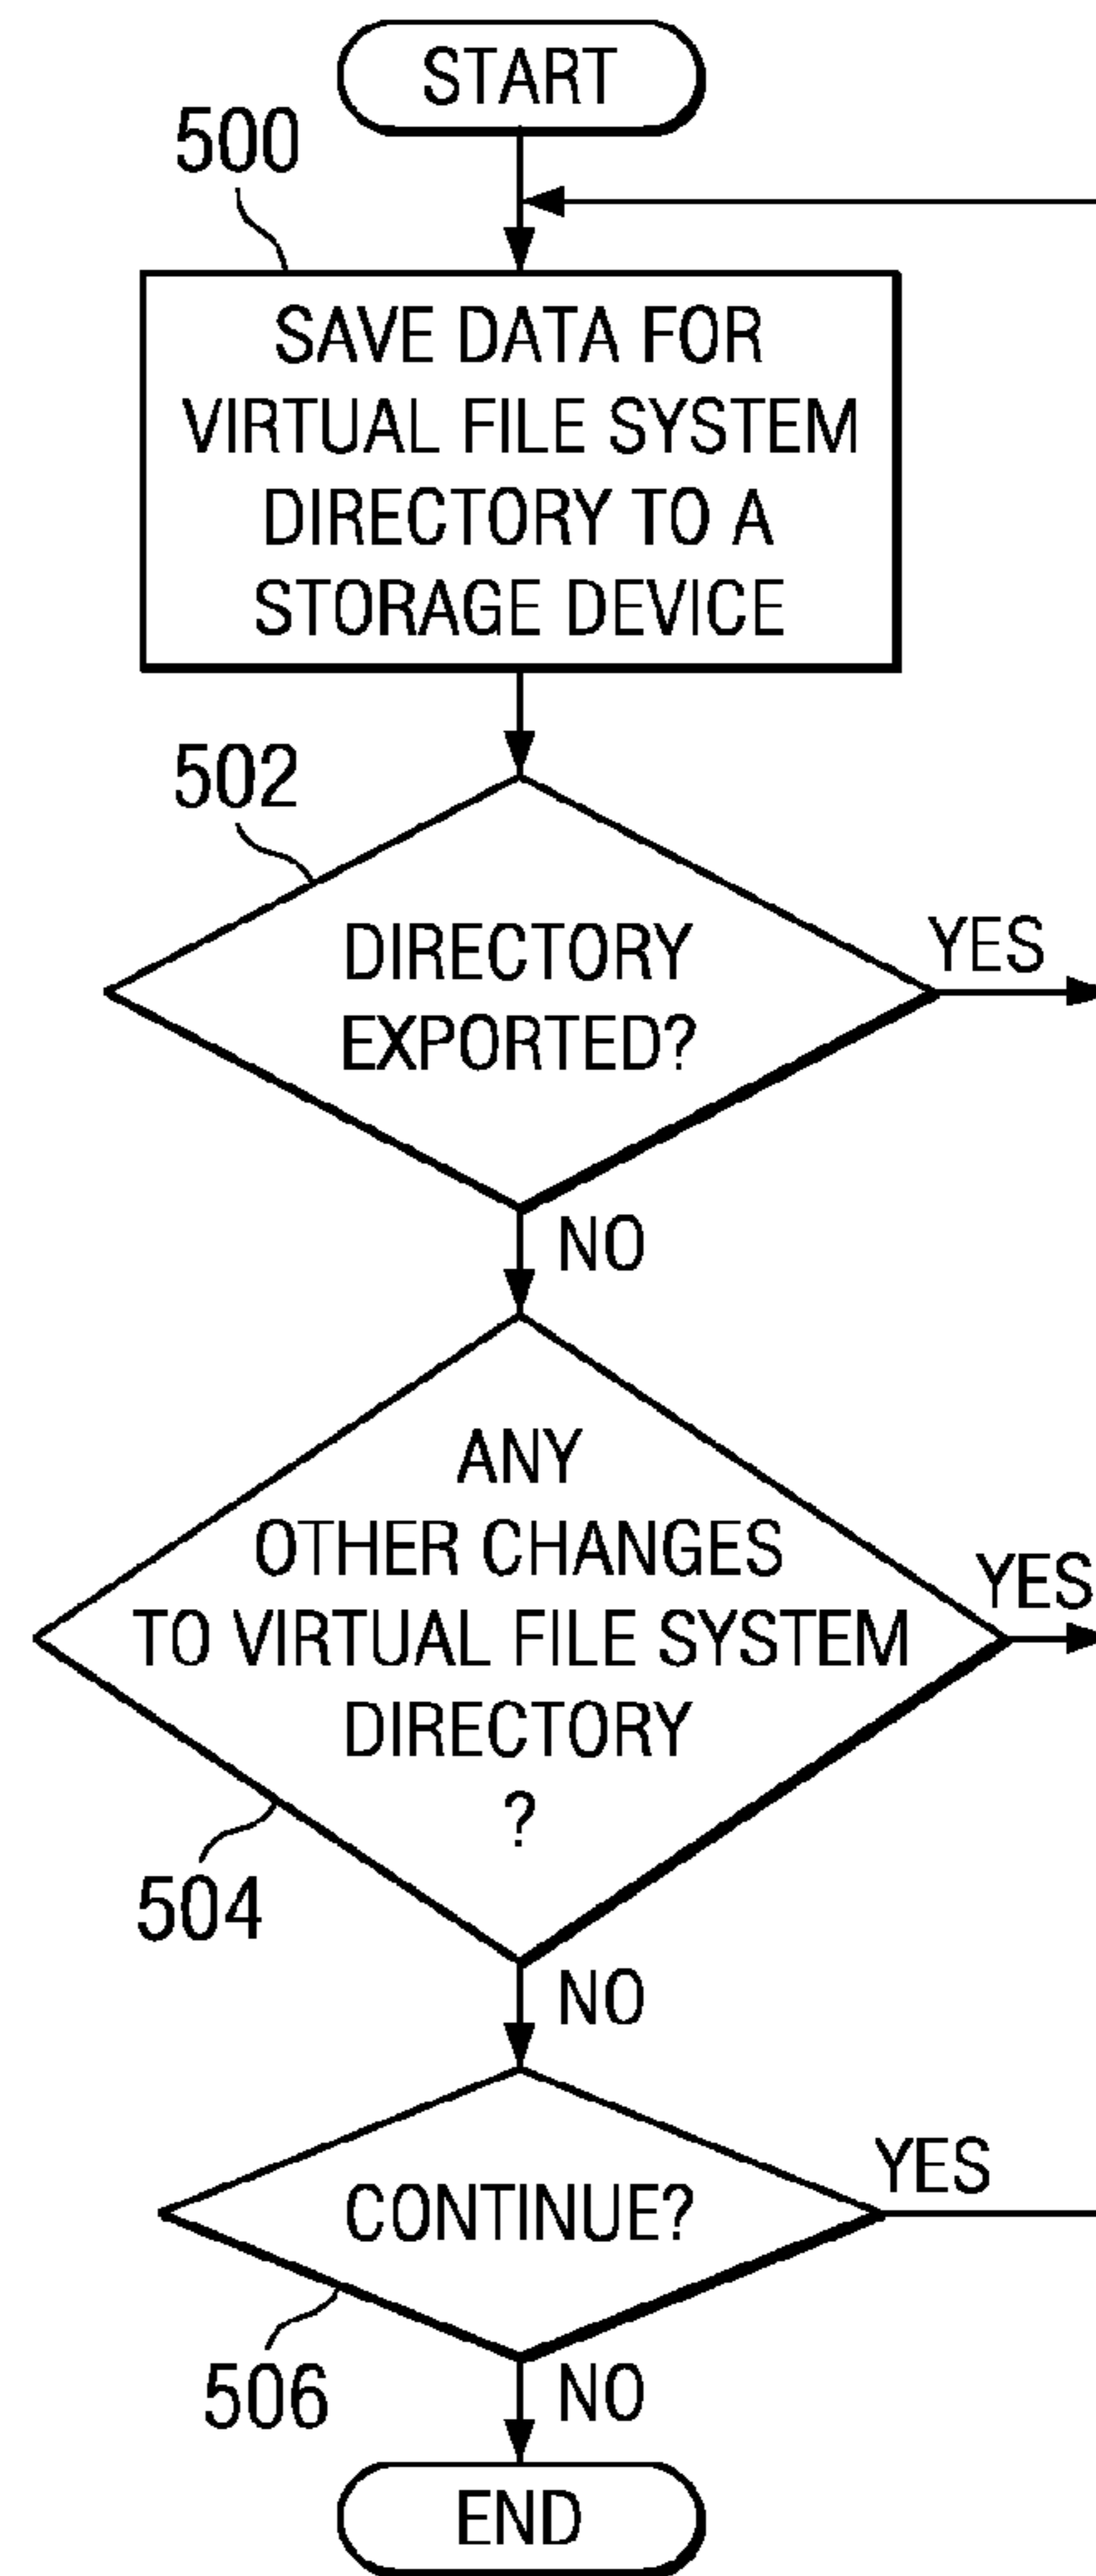 START
500
SAVE DATA FOR
VIRTUAL FILE SYSTEM
DIRECTORY TO A
STORAGE DEVICE
502
DIRECTORY
EXPORTED?
YES
NO
ANY
OTHER CHANGES
TO VIRTUAL FILE SYSTEM
DIRECTORY
?
YES
504
NO
CONTINUE?
YES
506
NO
END